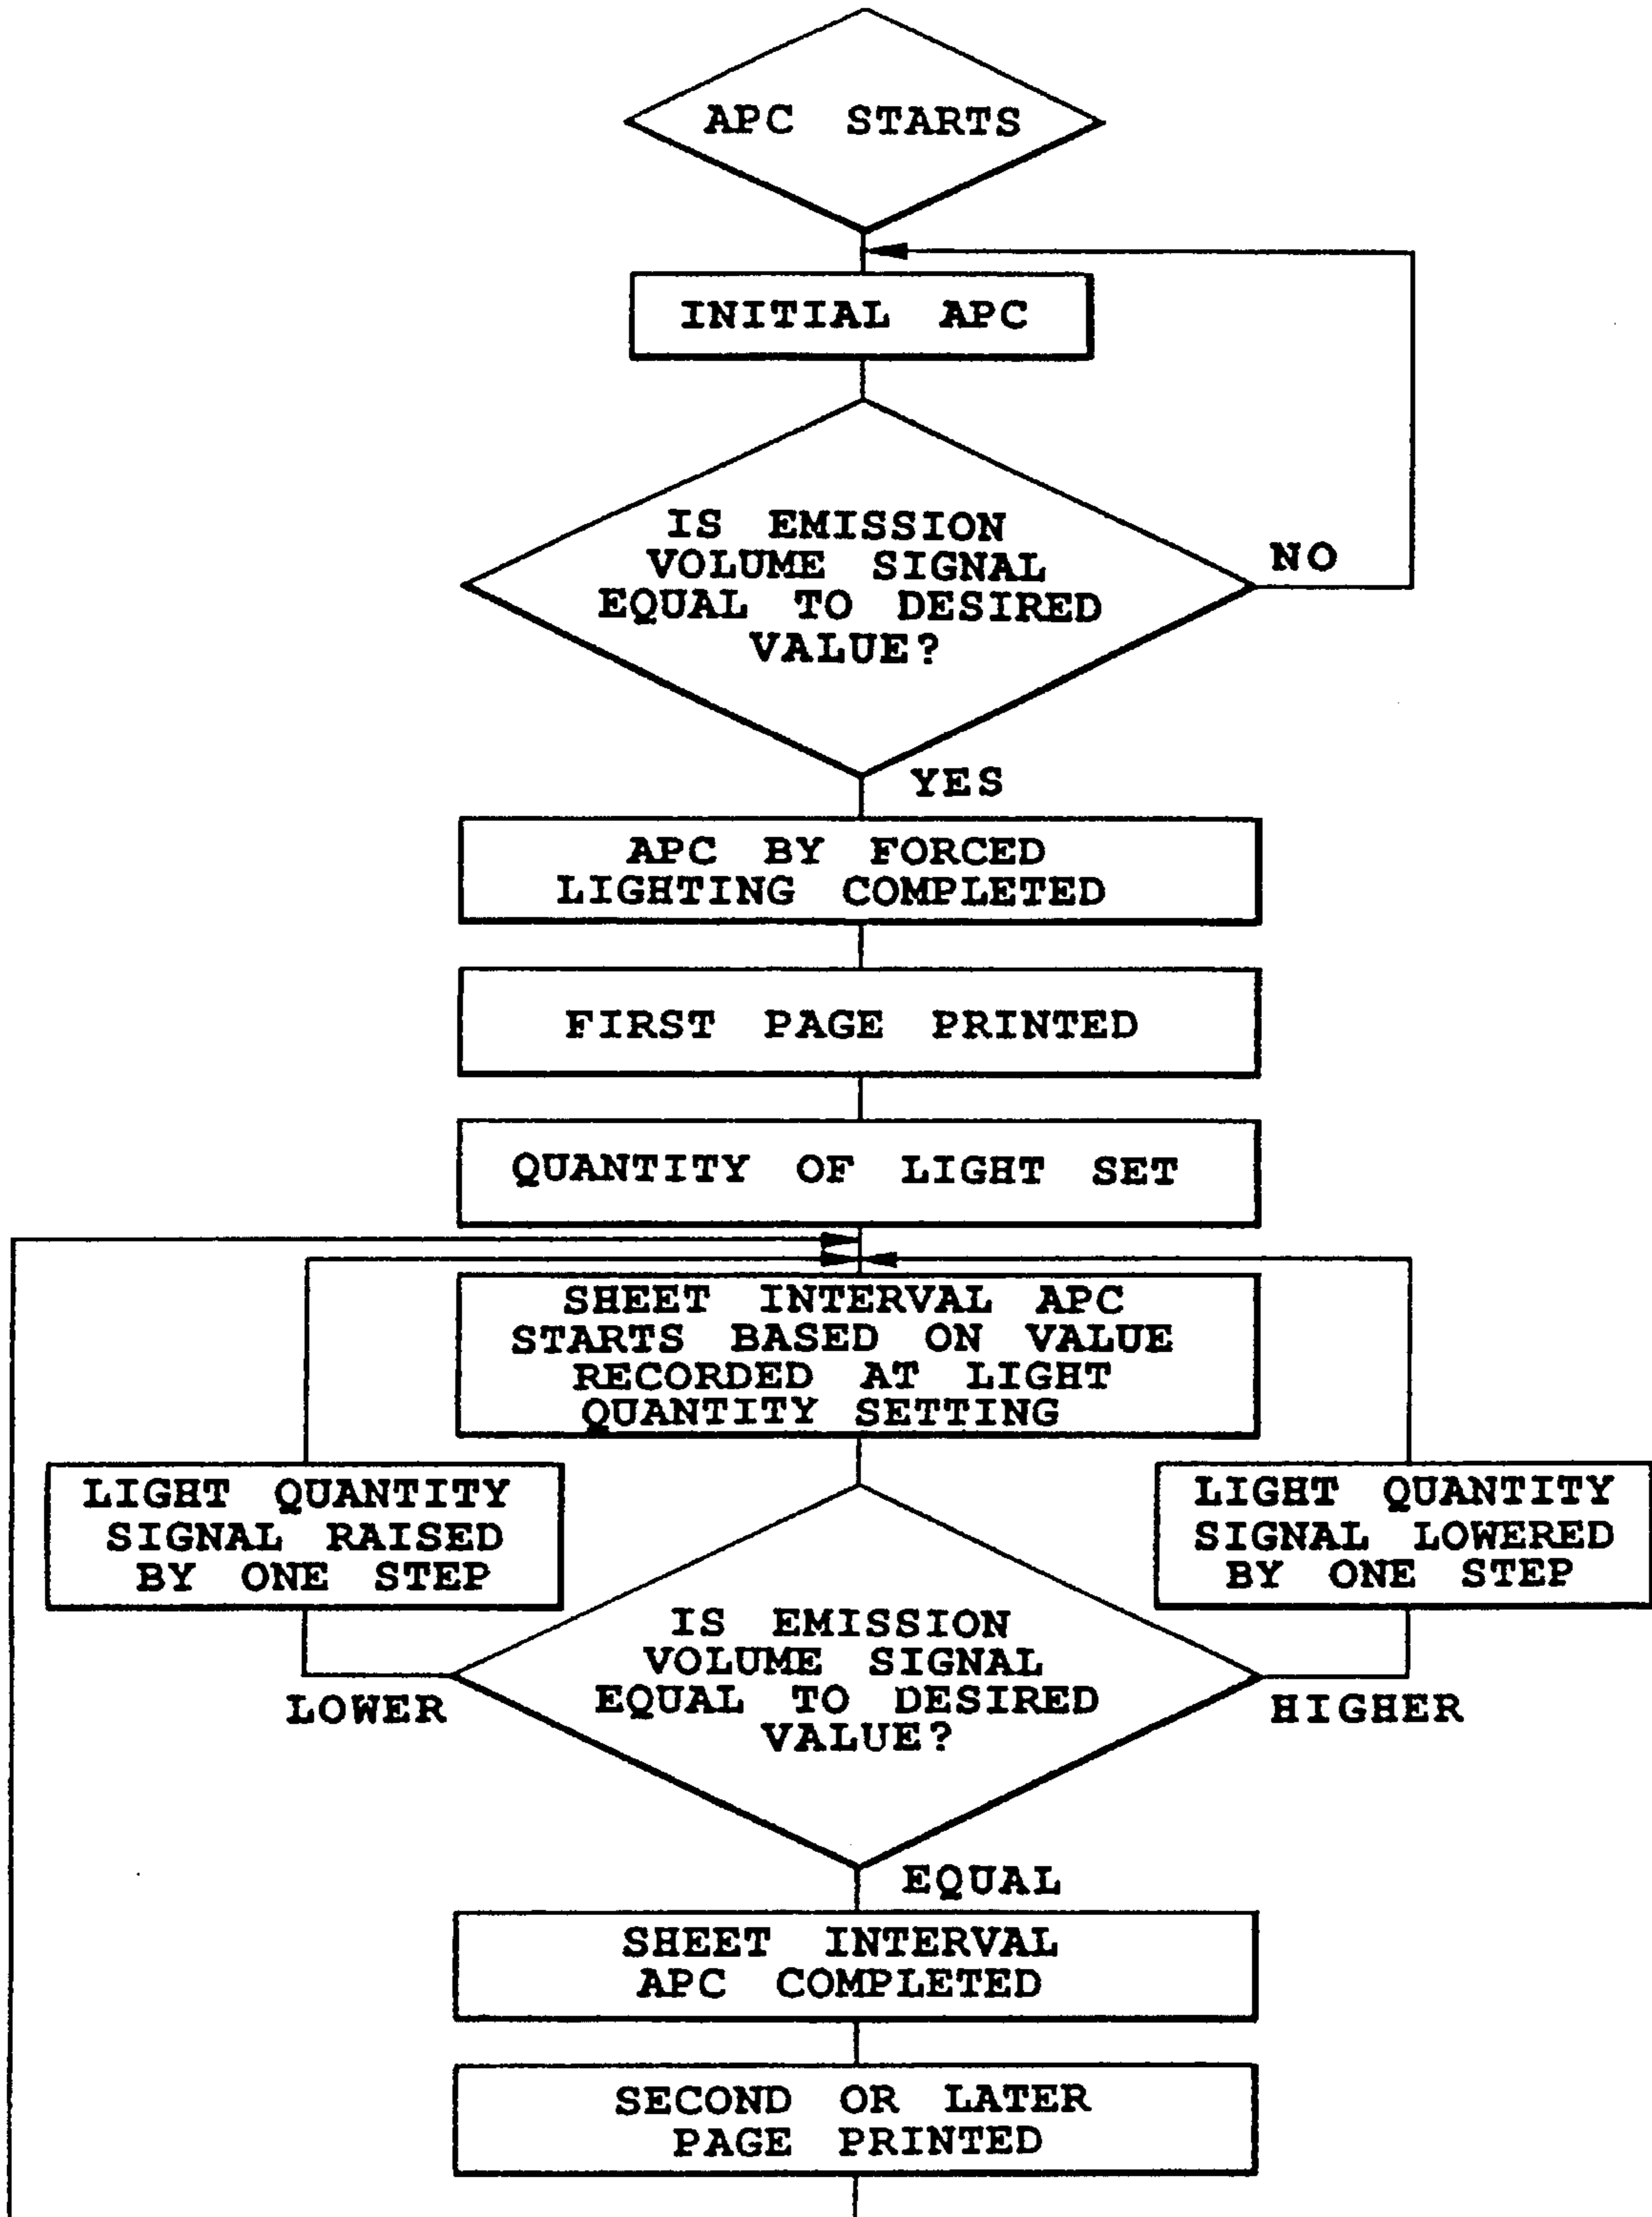 APC STARTS
INITIAL APC
IS EMISSION
VOLUME SIGNAL
EQUAL TO DESIRED
VALUE?
NO
YES
APC BY FORCED
LIGHTING COMPLETED
FIRST PAGE PRINTED
QUANTITY OF LIGHT SET
SHEET INTERVAL APC
STARTS BASED ON VALUE
RECORDED AT LIGHT
QUANTITY SETTING
LIGHT QUANTITY
SIGNAL RAISED
BY ONE STEP
LIGHT QUANTITY
SIGNAL LOWERED
BY ONE STEP
IS EMISSION
VOLUME SIGNAL
EQUAL TO DESIRED
VALUE?
LOWER
HIGHER
EQUAL
SHEET INTERVAL
APC COMPLETED
SECOND OR LATER
PAGE PRINTED